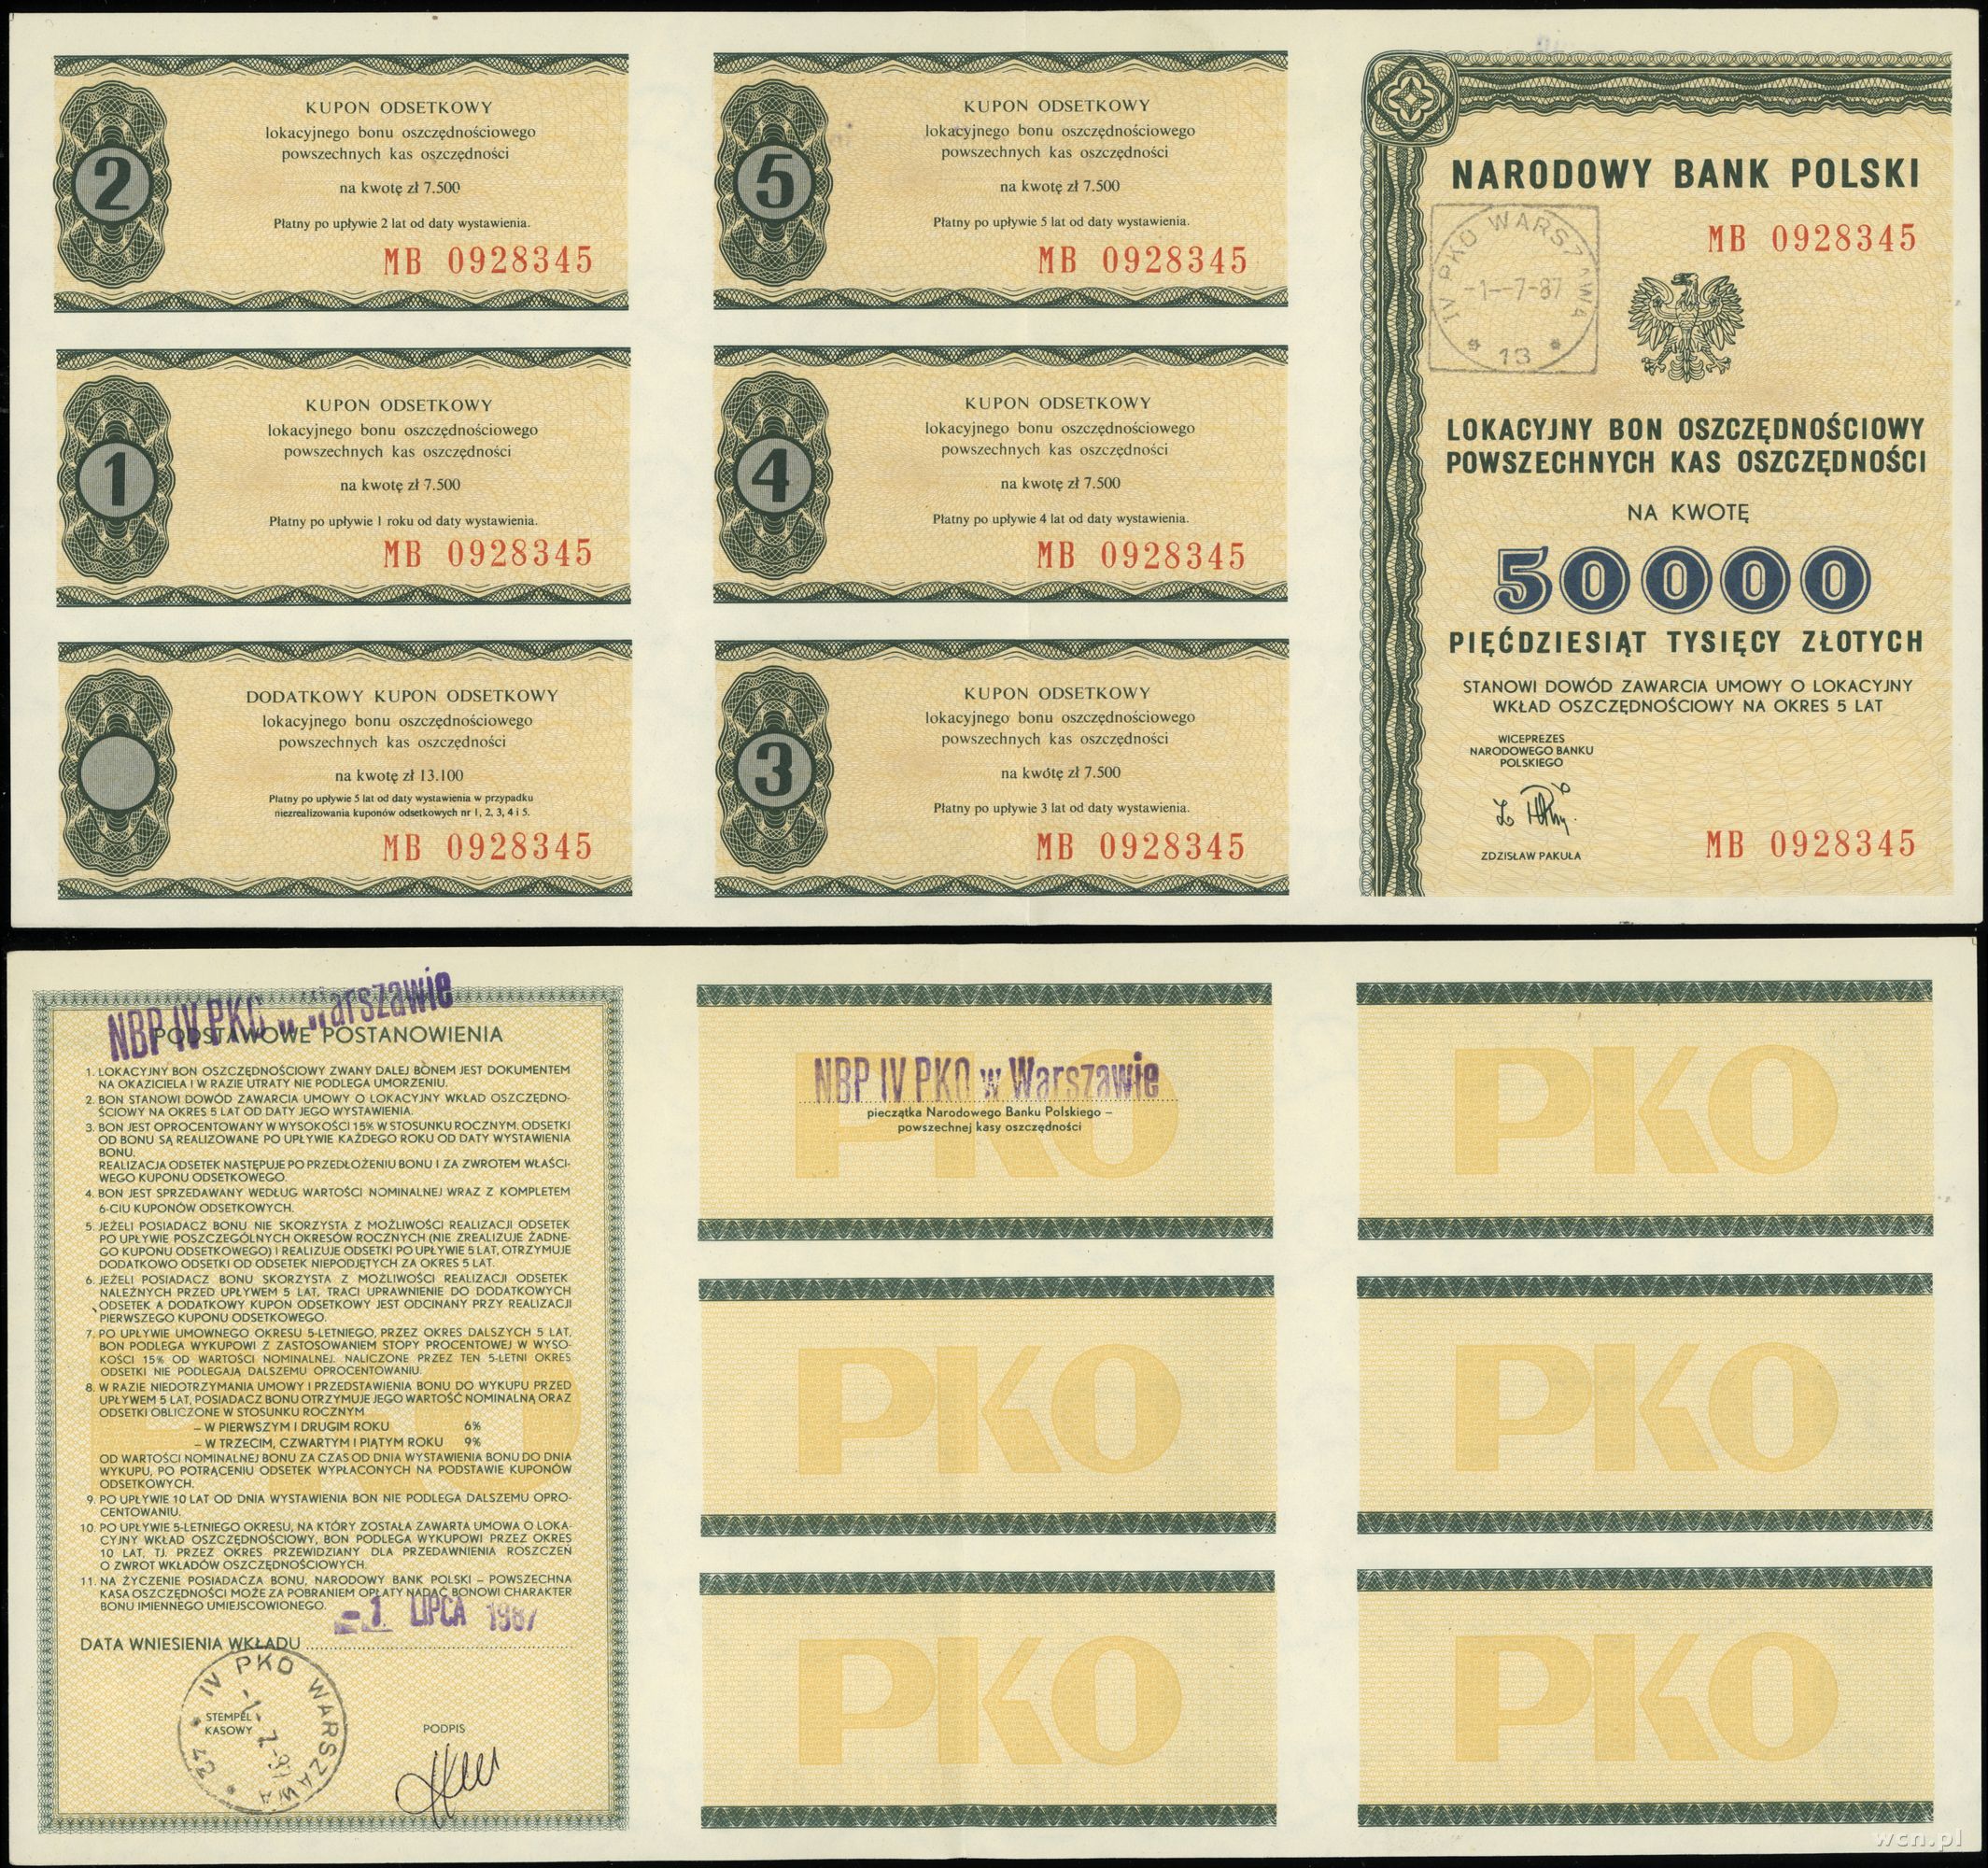 KUPON ODSETKOWY
lokacyjnego bonu oszczędnościowego
powszechnych kas oszczędności
na kwotę zł 7.500
Płatny po upływie 2 lat od daty wystawienia.
2
MB 0928345
KUPON ODSETKOWY
lokacyjnego bonu oszczędnościowego
powszechnych kas oszczędności
na kwotę zł 7.500
Płatny po upływie 1 roku od daty wystawienia.
1
MB 0928345
DODATKOWY KUPON ODSETKOWY
lokacyjnego bonu oszczędnościowego
powszechnych kas oszczędności
na kwotę zł 13.100
Płatny po upływie 5 lat od daty wystawienia w przypadku
niezrealizowania kuponów odsetkowych nr 1, 2, 3, 4 i 5.
MB 0928345
KUPON ODSETKOWY
lokacyjnego bonu oszczędnościowego
powszechnych kas oszczędności
na kwotę zł 7.500
Płatny po upływie 5 lat od daty wystawienia.
5
MB 0928345
KUPON ODSETKOWY
lokacyjnego bonu oszczędnościowego
powszechnych kas oszczędności
na kwotę zł 7.500
Płatny po upływie 4 lat od daty wystawienia.
4
MB 0928345
KUPON ODSETKOWY
lokacyjnego bonu oszczędnościowego
powszechnych kas oszczędności
na kwotę zł 7.500
Płatny po upływie 3 lat od daty wystawienia.
3
MB 0928345
NARODOWY BANK POLSKI
MB 0928345
IV PKO WARSZAWA
-1--7-87
* 13 *
LOKACYJNY BON OSZCZĘDNOŚCIOWY
POWSZECHNYCH KAS OSZCZĘDNOŚCI
NA KWOTĘ
50000
PIĘĆDZIESIĄT TYSIĘCY ZŁOTYCH
STANOWI DOWÓD ZAWARCIA UMOWY O LOKACYJNY
WKŁAD OSZCZĘDNOŚCIOWY NA OKRES 5 LAT
WICEPREZES
NARODOWEGO BANKU
POLSKIEGO
ZDZISŁAW PAKUŁA
MB 0928345
NBP IV PKO w Warszawie
PODSTAWOWE POSTANOWIENIA
1. LOKACYJNY BON OSZCZĘDNOŚCIOWY ZWANY DALEJ BONEM JEST DOKUMENTEM
NA OKAZICIELA I W RAZIE UTRATY NIE PODLEGA UMORZENIU.
2. BON STANOWI DOWÓD ZAWARCIA UMOWY O LOKACYJNY WKŁAD OSZCZĘDNO-
ŚCIOWY NA OKRES 5 LAT OD DATY JEGO WYSTAWIENIA.
3. BON JEST OPROCENTOWANY W WYSOKOŚCI 15% W STOSUNKU ROCZNYM. ODSETKI
OD BONU SĄ REALIZOWANE PO UPŁYWIE KAŻDEGO ROKU OD DATY WYSTAWIENIA
BONU.
REALIZACJA ODSETEK NASTĘPUJE PO PRZEDŁOŻENIU BONU I ZA ZWROTEM WŁAŚCI-
WEGO KUPONU ODSETKOWEGO.
4. BON JEST SPRZEDAWANY WEDŁUG WARTOŚCI NOMINALNEJ WRAZ Z KOMPLETEM
6-CIU KUPONÓW ODSETKOWYCH.
5. JEŻELI POSIADACZ BONU NIE SKORZYSTA Z MOŻLIWOŚCI REALIZACJI ODSETEK
PO UPŁYWIE POSZCZEGÓLNYCH OKRESÓW ROCZNYCH (NIE ZREALIZUJE ŻADNE-
GO KUPONU ODSETKOWEGO) I REALIZUJE ODSETKI PO UPŁYWIE 5 LAT, OTRZYMUJE
DODATKOWO ODSETKI OD ODSETEK NIEPODJĘTYCH ZA OKRES 5 LAT.
6. JEŻELI POSIADACZ BONU SKORZYSTA Z MOŻLIWOŚCI REALIZACJI ODSETEK
NALEŻNYCH PRZED UPŁYWEM 5 LAT, TRACI UPRAWNIENIE DO DODATKOWYCH
ODSETEK A DODATKOWY KUPON ODSETKOWY JEST ODCINANY PRZY REALIZACJI
PIERWSZEGO KUPONU ODSETKOWEGO.
7. PO UPŁYWIE UMOWNEGO OKRESU 5-LETNIEGO, PRZEZ OKRES DALSZYCH 5 LAT,
BON PODLEGA WYKUPOWI Z ZASTOSOWANIEM STOPY PROCENTOWEJ W WYSO-
KOŚCI 15% OD WARTOŚCI NOMINALNEJ. NALICZONE PRZEZ TEN 5-LETNI OKRES
ODSETKI NIE PODLEGAJĄ DALSZEMU OPROCENTOWANIU.
8. W RAZIE NIEDOTRZYMANIA UMOWY I PRZEDSTAWIENIA BONU DO WYKUPU PRZED
UPŁYWEM 5 LAT, POSIADACZ BONU OTRZYMUJE JEGO WARTOŚĆ NOMINALNĄ ORAZ
ODSETKI OBLICZONE W STOSUNKU ROCZNYM
– W PIERWSZYM I DRUGIM ROKU 6%
– W TRZECIM, CZWARTYM I PIĄTYM ROKU 9%
OD WARTOŚCI NOMINALNEJ BONU ZA CZAS OD DNIA WYSTAWIENIA BONU DO DNIA
WYKUPU, PO POTRĄCENIU ODSETEK WYPŁACONYCH NA PODSTAWIE KUPONÓW
ODSETKOWYCH.
9. PO UPŁYWIE 10 LAT OD DNIA WYSTAWIENIA BON NIE PODLEGA DALSZEMU OPRO-
CENTOWANIU.
10. PO UPŁYWIE 5-LETNIEGO OKRESU, NA KTÓRY ZOSTAŁA ZAWARTA UMOWA O LOKA-
CYJNY WKŁAD OSZCZĘDNOŚCIOWY, BON PODLEGA WYKUPOWI PRZEZ OKRES
10 LAT, TJ. PRZEZ OKRES PRZEWIDZIANY DLA PRZEDAWNIENIA ROSZCZEŃ
O ZWROT WKŁADÓW OSZCZĘDNOŚCIOWYCH.
11. NA ŻYCZENIE POSIADACZA BONU, NARODOWY BANK POLSKI – POWSZECHNA
KASA OSZCZĘDNOŚCI MOŻE ZA POBRANIEM OPŁATY NADAĆ BONOWI CHARAKTER
BONU IMIENNEGO UMIEJSCOWIONEGO.
-1 LIPCA 1987
DATA WNIESIENIA WKŁADU
IV PKO WARSZAWA
STEMPEL
KASOWY
PODPIS
NBP IV PKO w Warszawie
pieczątka Narodowego Banku Polskiego –
powszechnej kasy oszczędności
PKO
PKO
PKO
PKO
PKO
PKO
wcn.pl